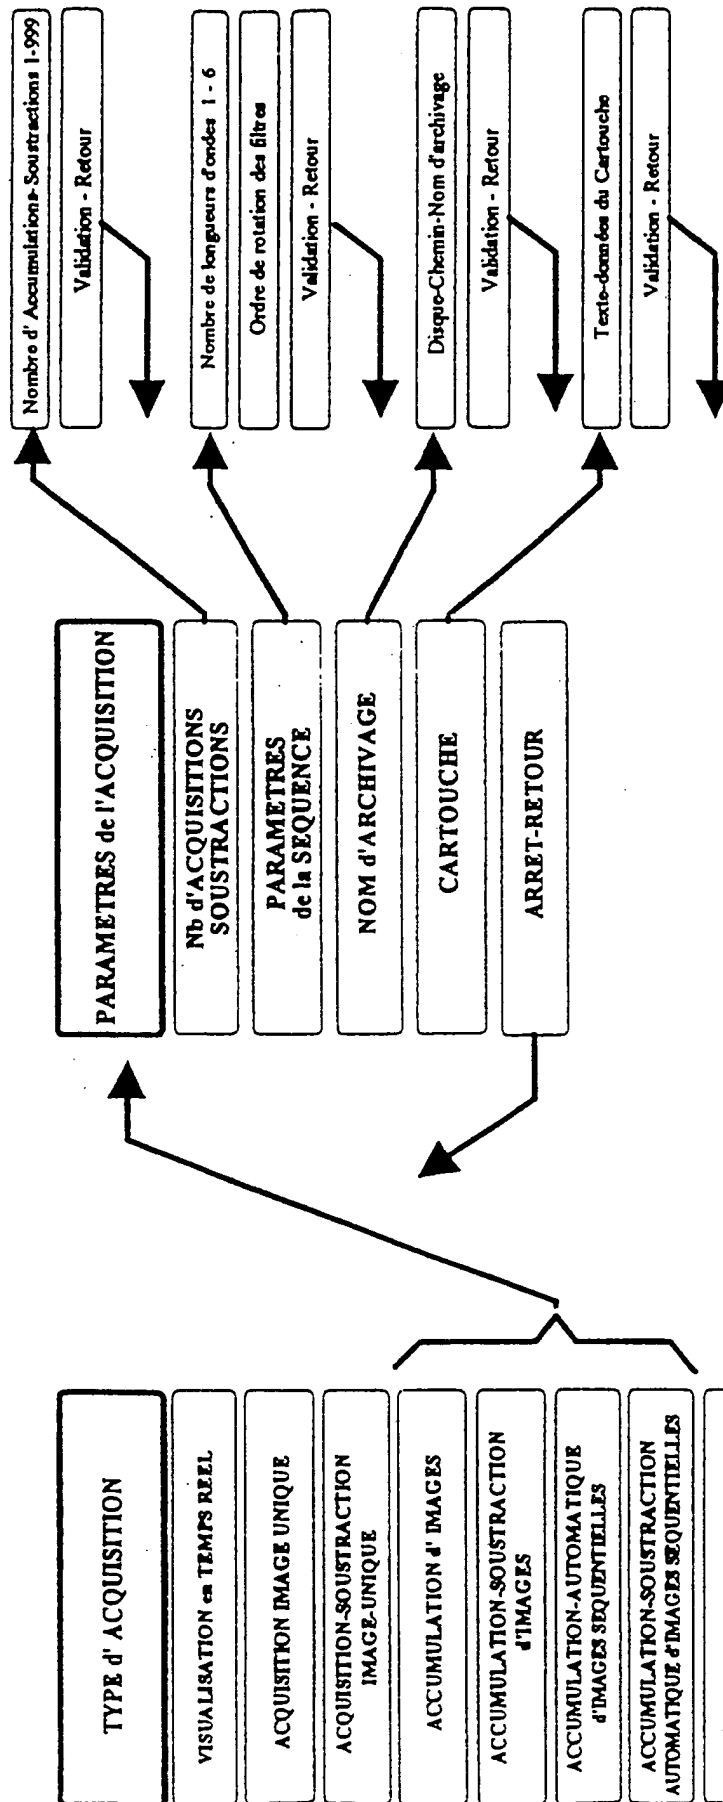 TYPE d' ACQUISITION
VISUALISATION en TEMPS REEL
ACQUISITION IMAGE UNIQUE
ACQUISITION-SOUSTRACTION
IMAGE-UNIQUE
ACCUMULATION d' IMAGES
ACCUMULATION-SOUSTRACTION
d'IMAGES
ACCUMULATION-AUTOMATIQUE
d'IMAGES SEQUENTIELLES
ACCUMULATION-SOUSTRACTION
AUTOMATIQUE d'IMAGES SEQUENTIELLES
PARAMETRES de l'ACQUISITION
Nb d'ACQUISITIONS
SOUSTRACTIONS
PARAMETRES
de la SEQUENCE
NOM d'ARCHIVAGE
CARTOUCHE
ARRET-RETOUR
Nombre d' Accumulations-Soustractions 1-999
Validation - Retour
Nombre de longueurs d'ondes 1 - 6
Ordre de rotation des filtres
Validation - Retour
Disque-Chemin-Nom d'archivage
Validation - Retour
Texte-données du Cartouche
Validation - Retour